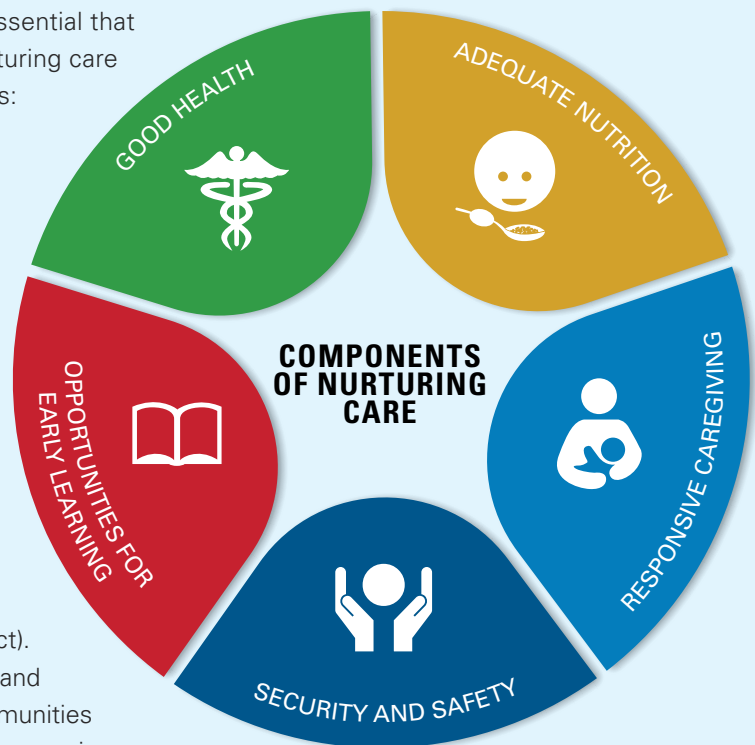 ssential that
turing care
s:
GOOD HEALTH
ADEQUATE NUTRITION
COMPONENTS
OF NURTURING
CARE
RESPONSIVE CAREGIVING
OPPORTUNITIES FOR
EARLY LEARNING
SECURITY AND SAFETY
ct).
and
munities